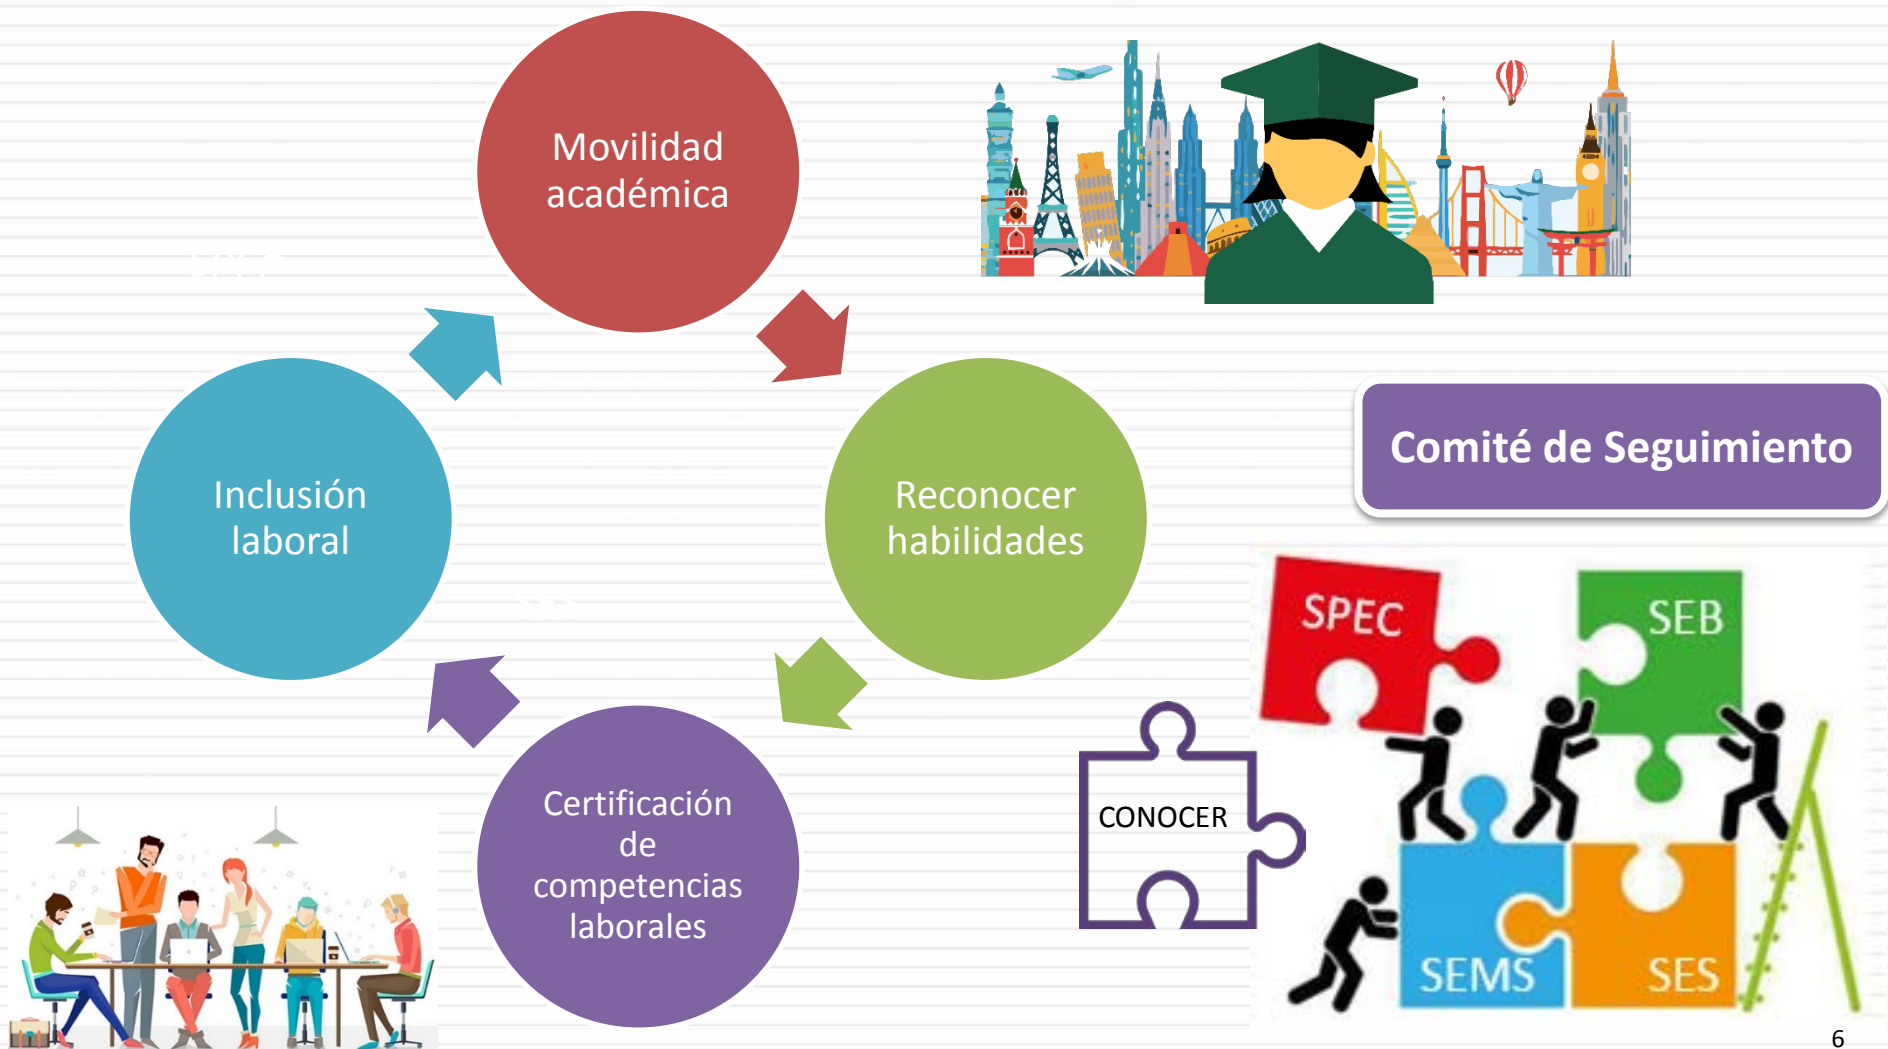 Movilidad
académica
Inclusión
laboral
Reconocer
habilidades
Certificación
de
competencias
laborales
Comité de Seguimiento
SPEC
SEB
CONOCER
SEMS
SES
6